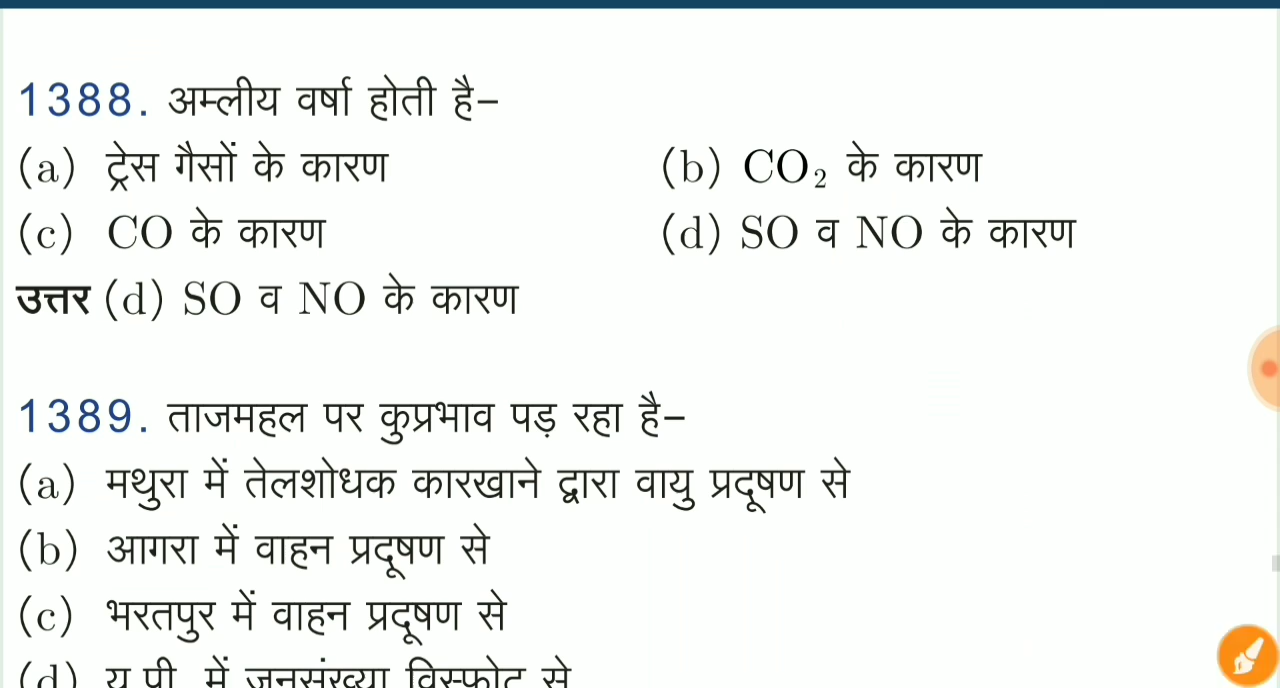 1388. अम्लीय वर्षा होती है–
(a) ट्रेस गैसों के कारण (b) CO₂ के कारण
(c) CO के कारण (d) SO व NO के कारण
उत्तर (d) SO व NO के कारण
1389. ताजमहल पर कुप्रभाव पड़ रहा है–
(a) मथुरा में तेलशोधक कारखाने द्वारा वायु प्रदूषण से
(b) आगरा में वाहन प्रदूषण से
(c) भरतपुर में वाहन प्रदूषण से
(d) यू.पी. में जनसंख्या विस्फोट से